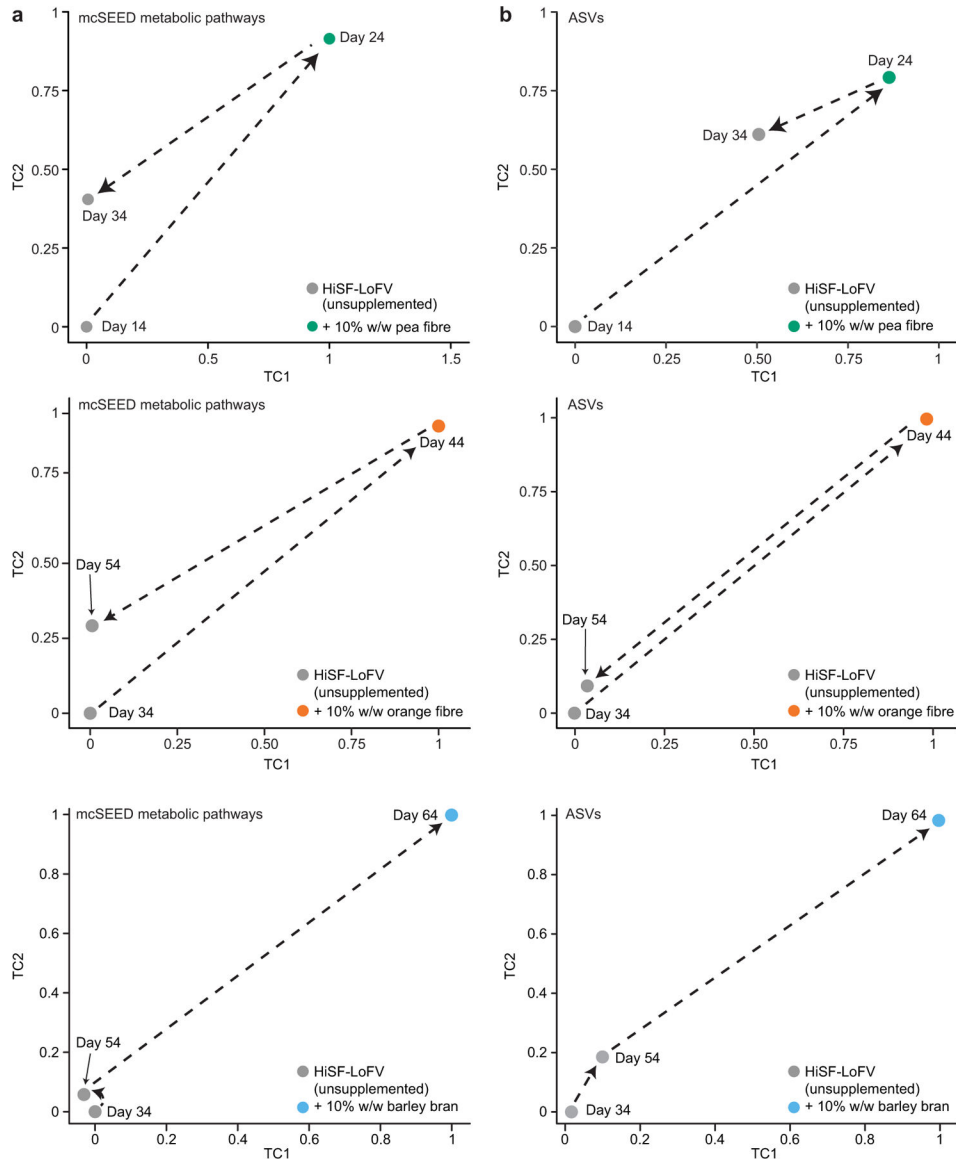 a
mcSEED metabolic pathways
1
0.75
0.50
0.25
0
TC2
Day 24
Day 34
Day 14
HiSF-LoFV
(unsupplemented)
+ 10% w/w pea fibre
0
0.5
1.0
1.5
TC1
b
ASVs
1
0.75
0.50
0.25
0
TC2
Day 24
Day 34
Day 14
HiSF-LoFV
(unsupplemented)
+ 10% w/w pea fibre
0
0.25
0.50
0.75
1
TC1
mcSEED metabolic pathways
1
0.75
0.50
0.25
0
TC2
Day 44
Day 54
Day 34
HiSF-LoFV
(unsupplemented)
+ 10% w/w orange fibre
0
0.25
0.50
0.75
1
TC1
ASVs
1
0.75
0.50
0.25
0
TC2
Day 44
Day 54
Day 34
HiSF-LoFV
(unsupplemented)
+ 10% w/w orange fibre
0
0.25
0.50
0.75
1
TC1
mcSEED metabolic pathways
1
0.8
0.6
0.4
0.2
0
TC2
Day 64
Day 54
Day 34
HiSF-LoFV
(unsupplemented)
+ 10% w/w barley bran
0
0.2
0.4
0.6
0.8
1
TC1
ASVs
1
0.8
0.6
0.4
0.2
0
TC2
Day 64
Day 54
Day 34
HiSF-LoFV
(unsupplemented)
+ 10% w/w barley bran
0
0.2
0.4
0.6
0.8
1
TC1